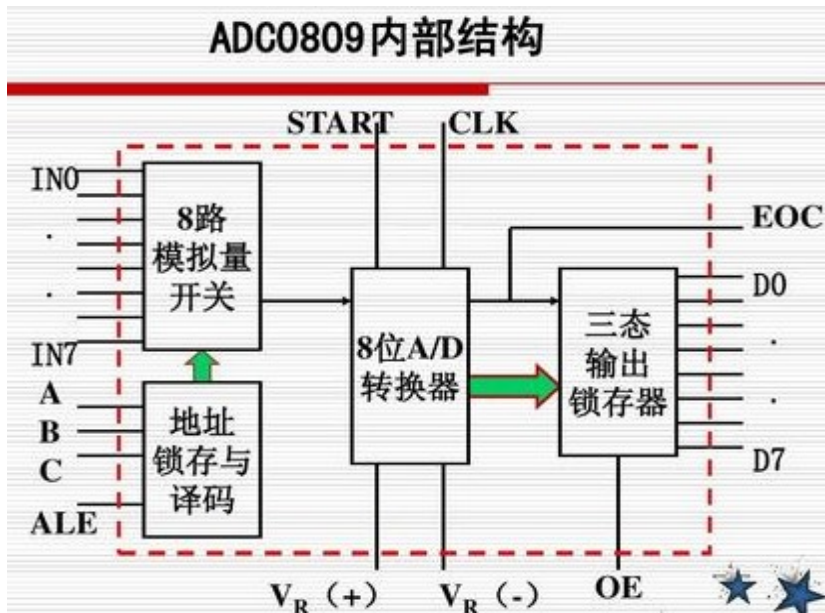 ADC0809内部结构
START
CLK
IN0
.
.
IN7
A
B
C
ALE
8路
模拟量
开关
地址
锁存与
译码
8位A/D
转换器
三态
输出
锁存器
EOC
D0
.
.
D7
VR（+）
VR（-）
OE